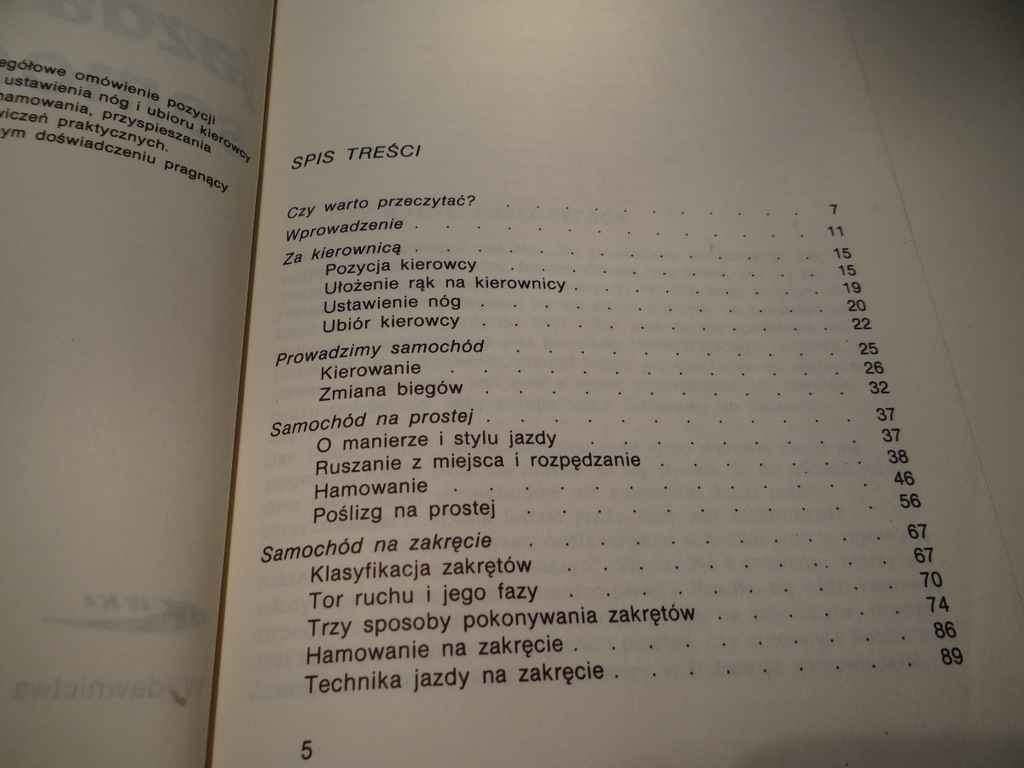 egółowe omówienie pozycji
ustawienia nóg i ubioru kierowcy
hamowania, przyspieszania
wiczeń praktycznych.
ym doświadczeniu pragnący
SPIS TREŚCI
Czy warto przeczytać? . . . . . . . . . . . 7
Wprowadzenie . . . . . . . . . . . . . . 11
Za kierownicą . . . . . . . . . . . . . . 15
Pozycja kierowcy . . . . . . . . . . . 15
Ułożenie rąk na kierownicy . . . . . . . . 19
Ustawienie nóg . . . . . . . . . . . . 20
Ubiór kierowcy . . . . . . . . . . . . 22
Prowadzimy samochód . . . . . . . . . . . 25
Kierowanie . . . . . . . . . . . . . 26
Zmiana biegów . . . . . . . . . . . . 32
Samochód na prostej . . . . . . . . . . . . 37
O manierze i stylu jazdy . . . . . . . . . 37
Ruszanie z miejsca i rozpędzanie . . . . . . 38
Hamowanie . . . . . . . . . . . . . 46
Poślizg na prostej . . . . . . . . . . . 56
Samochód na zakręcie . . . . . . . . . . . 67
Klasyfikacja zakrętów . . . . . . . . . . 67
Tor ruchu i jego fazy . . . . . . . . . . 70
Trzy sposoby pokonywania zakrętów . . . . . 74
Hamowanie na zakręcie . . . . . . . . . 86
Technika jazdy na zakręcie . . . . . . . . 89
5